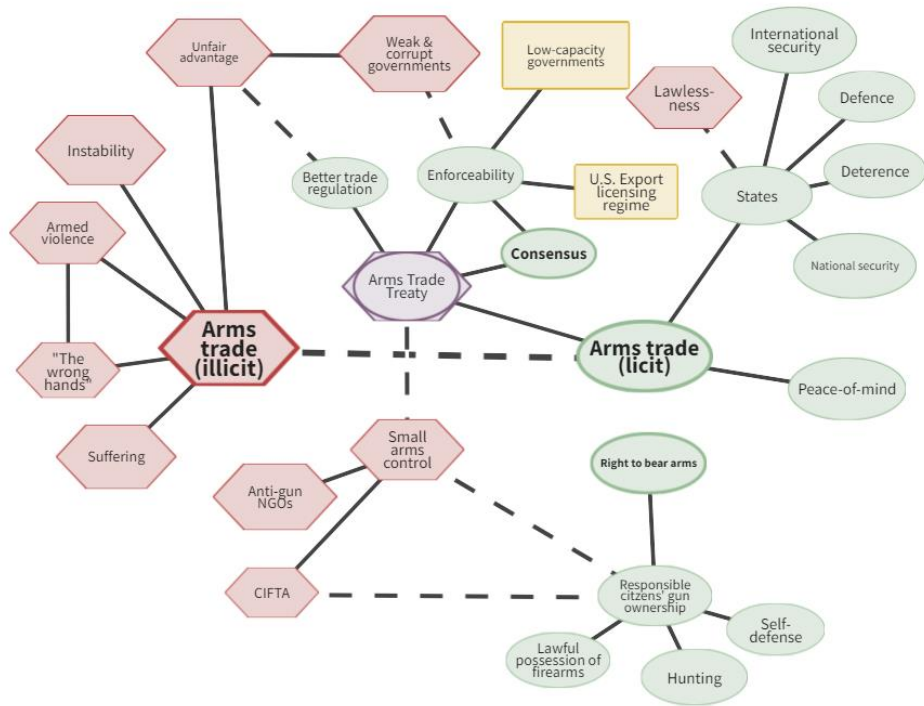 Unfair
advantage
Weak &
corrupt
governments
Low-capacity
governments
International
security
Lawless-
ness
Defence
Instability
Better trade
regulation
Enforceability
U.S. Export
licensing
regime
States
Deterence
Armed
violence
Consensus
National security
Arms Trade
Treaty
Arms
trade
(illicit)
Arms trade
(licit)
"The
wrong
hands"
Peace-of-mind
Suffering
Small
arms
control
Right to bear arms
Anti-gun
NGOs
CIFTA
Responsible
citzens' gun
ownership
Self-
defense
Lawful
possession of
firearms
Hunting